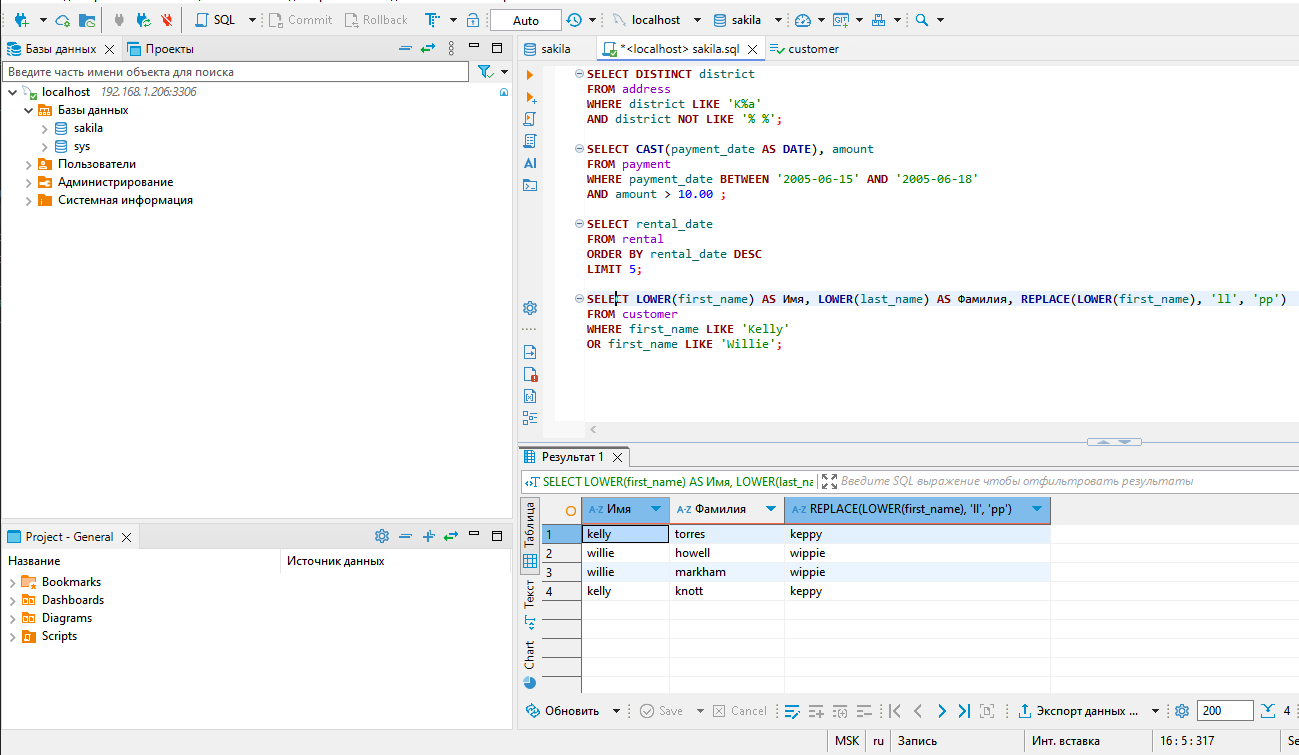 SQL Commit Rollback Auto localhost sakila
Базы данных Проекты
Введите часть имени объекта для поиска
localhost 192.168.1.206:3306
Базы данных
sakila
sys
Пользователи
Администрирование
Системная информация
Project - General
Название Источник данных
Bookmarks
Dashboards
Diagrams
Scripts
sakila *<localhost> sakila.sql customer
SELECT DISTINCT district
FROM address
WHERE district LIKE 'K%a'
AND district NOT LIKE '% %';
SELECT CAST(payment_date AS DATE), amount
FROM payment
WHERE payment_date BETWEEN '2005-06-15' AND '2005-06-18'
AND amount > 10.00 ;
SELECT rental_date
FROM rental
ORDER BY rental_date DESC
LIMIT 5;
SELECT LOWER(first_name) AS Имя, LOWER(last_name) AS Фамилия, REPLACE(LOWER(first_name), 'll', 'pp')
FROM customer
WHERE first_name LIKE 'Kelly'
OR first_name LIKE 'Willie';
AI
Результат 1
SELECT LOWER(first_name) AS Имя, LOWER(last_na Введите SQL выражение чтобы отфильтровать результаты
Таблица
Текст
Chart
A-Z Имя A-Z Фамилия A-Z REPLACE(LOWER(first_name), 'll', 'pp')
1 kelly torres keppy
2 willie howell wippie
3 willie markham wippie
4 kelly knott keppy
Обновить Save Cancel Экспорт данных ... 200 4
MSK ru Запись Инт. вставка 16 : 5 : 317 Se